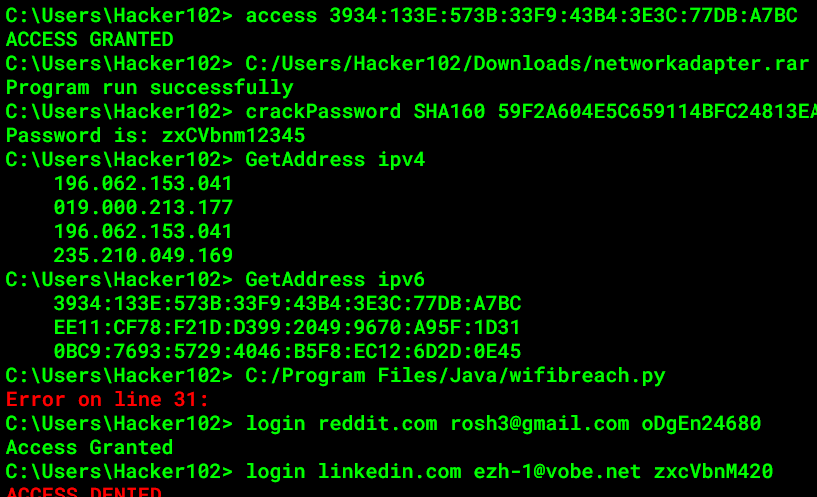 C:\Users\Hacker102> access 3934:133E:573B:33F9:43B4:3E3C:77DB:A7BC
ACCESS GRANTED
C:\Users\Hacker102> C:/Users/Hacker102/Downloads/networkadapter.rar
Program run successfully
C:\Users\Hacker102> crackPassword SHA160 59F2A604E5C659114BFC24813EA
Password is: zxCVbnm12345
C:\Users\Hacker102> GetAddress ipv4
196.062.153.041
019.000.213.177
196.062.153.041
235.210.049.169
C:\Users\Hacker102> GetAddress ipv6
3934:133E:573B:33F9:43B4:3E3C:77DB:A7BC
EE11:CF78:F21D:D399:2049:9670:A95F:1D31
0BC9:7693:5729:4046:B5F8:EC12:6D2D:0E45
C:\Users\Hacker102> C:/Program Files/Java/wifibreach.py
Error on line 31:
C:\Users\Hacker102> login reddit.com rosh3@gmail.com oDgEn24680
Access Granted
C:\Users\Hacker102> login linkedin.com ezh-1@vobe.net zxcVbnM420
ACCESS DENIED